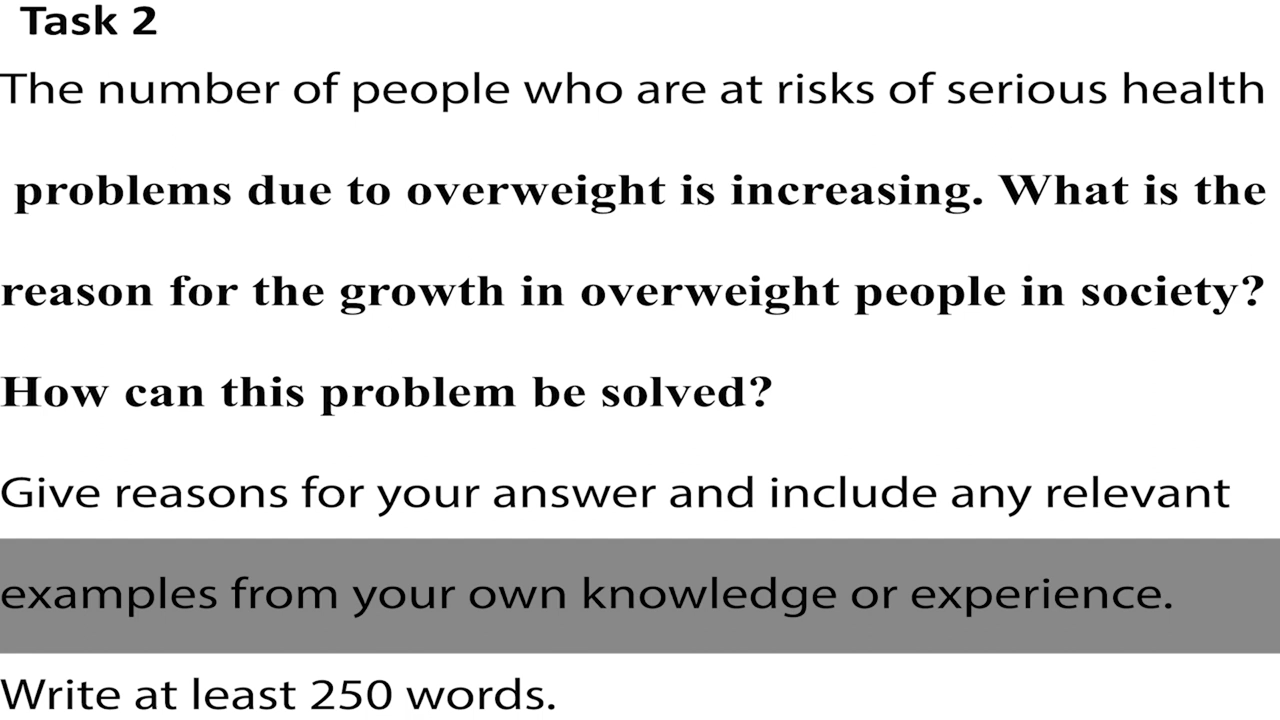 Task 2
The number of people who are at risks of serious health
problems due to overweight is increasing. What is the
reason for the growth in overweight people in society?
How can this problem be solved?
Give reasons for your answer and include any relevant
examples from your own knowledge or experience.
Write at least 250 words.